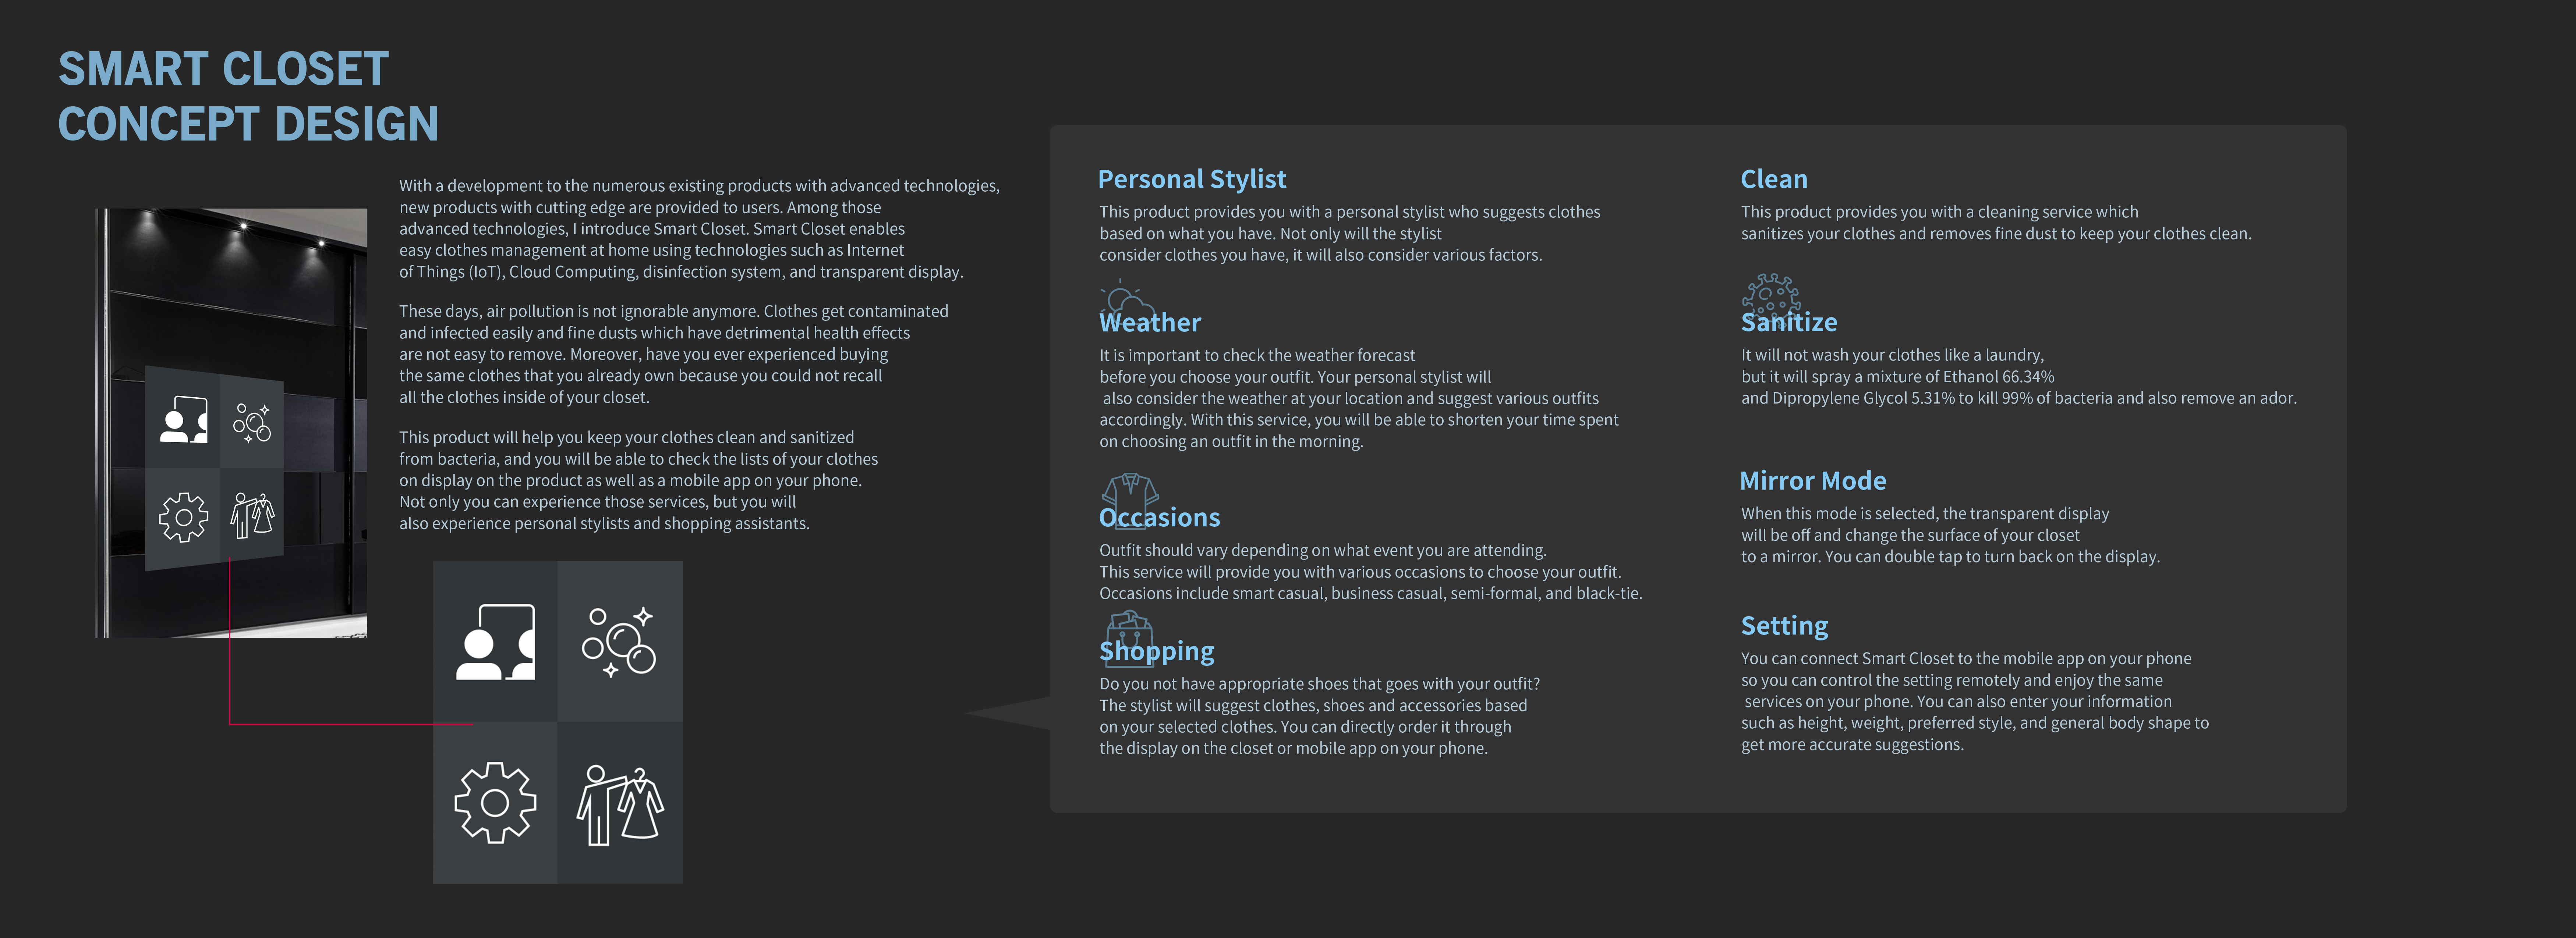 SMART CLOSET
CONCEPT DESIGN
With a development to the numerous existing products with advanced technologies,
new products with cutting edge are provided to users. Among those
advanced technologies, I introduce Smart Closet. Smart Closet enables
easy clothes management at home using technologies such as Internet
of Things (IoT), Cloud Computing, disinfection system, and transparent display.
These days, air pollution is not ignorable anymore. Clothes get contaminated
and infected easily and fine dusts which have detrimental health effects
are not easy to remove. Moreover, have you ever experienced buying
the same clothes that you already own because you could not recall
all the clothes inside of your closet.
This product will help you keep your clothes clean and sanitized
from bacteria, and you will be able to check the lists of your clothes
on display on the product as well as a mobile app on your phone.
Not only you can experience those services, but you will
also experience personal stylists and shopping assistants.
Personal Stylist
This product provides you with a personal stylist who suggests clothes
based on what you have. Not only will the stylist
consider clothes you have, it will also consider various factors.
Weather
It is important to check the weather forecast
before you choose your outfit. Your personal stylist will
also consider the weather at your location and suggest various outfits
accordingly. With this service, you will be able to shorten your time spent
on choosing an outfit in the morning.
Occasions
Outfit should vary depending on what event you are attending.
This service will provide you with various occasions to choose your outfit.
Occasions include smart casual, business casual, semi-formal, and black-tie.
Shopping
Do you not have appropriate shoes that goes with your outfit?
The stylist will suggest clothes, shoes and accessories based
on your selected clothes. You can directly order it through
the display on the closet or mobile app on your phone.
Clean
This product provides you with a cleaning service which
sanitizes your clothes and removes fine dust to keep your clothes clean.
Sanitize
It will not wash your clothes like a laundry,
but it will spray a mixture of Ethanol 66.34%
and Dipropylene Glycol 5.31% to kill 99% of bacteria and also remove an ador.
Mirror Mode
When this mode is selected, the transparent display
will be off and change the surface of your closet
to a mirror. You can double tap to turn back on the display.
Setting
You can connect Smart Closet to the mobile app on your phone
so you can control the setting remotely and enjoy the same
services on your phone. You can also enter your information
such as height, weight, preferred style, and general body shape to
get more accurate suggestions.